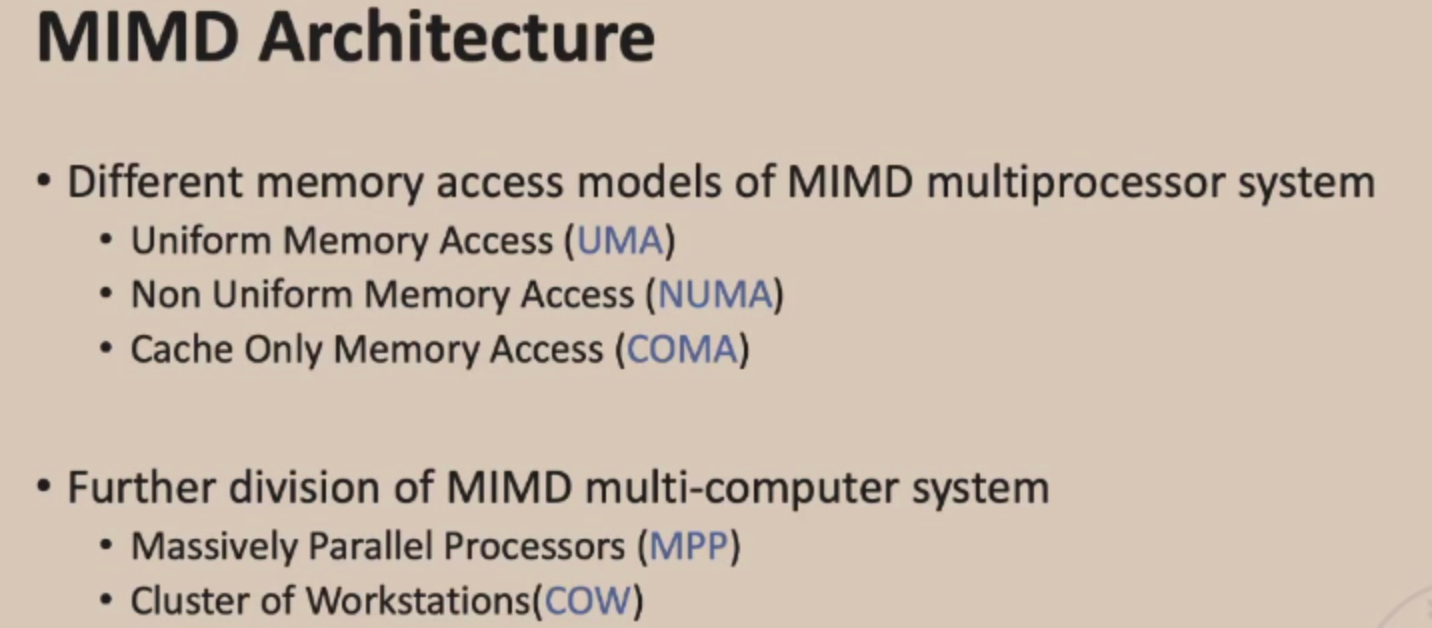 MIMD Architecture
• Different memory access models of MIMD multiprocessor system
• Uniform Memory Access (UMA)
• Non Uniform Memory Access (NUMA)
• Cache Only Memory Access (COMA)
• Further division of MIMD multi-computer system
• Massively Parallel Processors (MPP)
• Cluster of Workstations(COW)